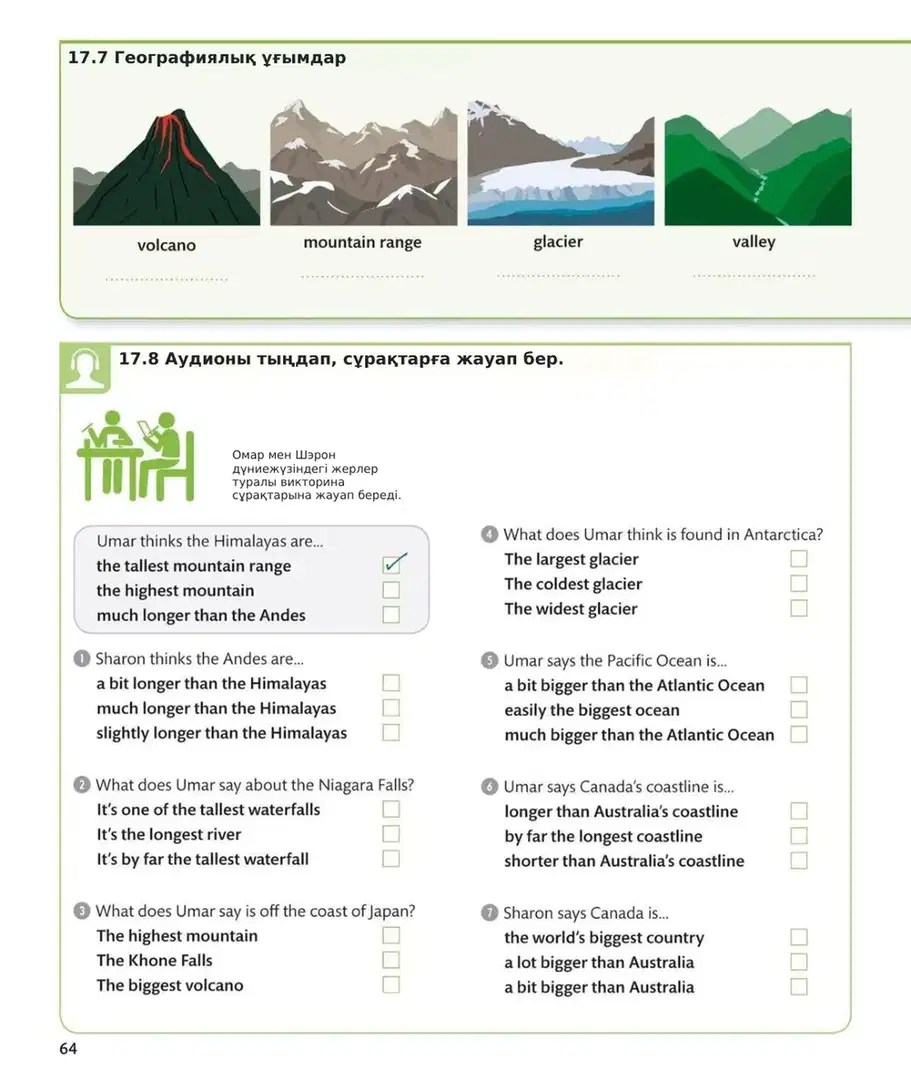 17.7 Географиялық ұғымдар
volcano
mountain range
glacier
valley
17.8 Аудионы тыңдап, сұрақтарға жауап бер.
Омар мен Шэрон
дүниежүзіндегі жерлер
туралы викторина
сұрақтарына жауап береді.
Umar thinks the Himalayas are...
the tallest mountain range
the highest mountain
much longer than the Andes
1 Sharon thinks the Andes are...
a bit longer than the Himalayas
much longer than the Himalayas
slightly longer than the Himalayas
2 What does Umar say about the Niagara Falls?
It's one of the tallest waterfalls
It's the longest river
It's by far the tallest waterfall
3 What does Umar say is off the coast of Japan?
The highest mountain
The Khone Falls
The biggest volcano
4 What does Umar think is found in Antarctica?
The largest glacier
The coldest glacier
The widest glacier
5 Umar says the Pacific Ocean is...
a bit bigger than the Atlantic Ocean
easily the biggest ocean
much bigger than the Atlantic Ocean
6 Umar says Canada's coastline is...
longer than Australia's coastline
by far the longest coastline
shorter than Australia's coastline
7 Sharon says Canada is...
the world's biggest country
a lot bigger than Australia
a bit bigger than Australia
64